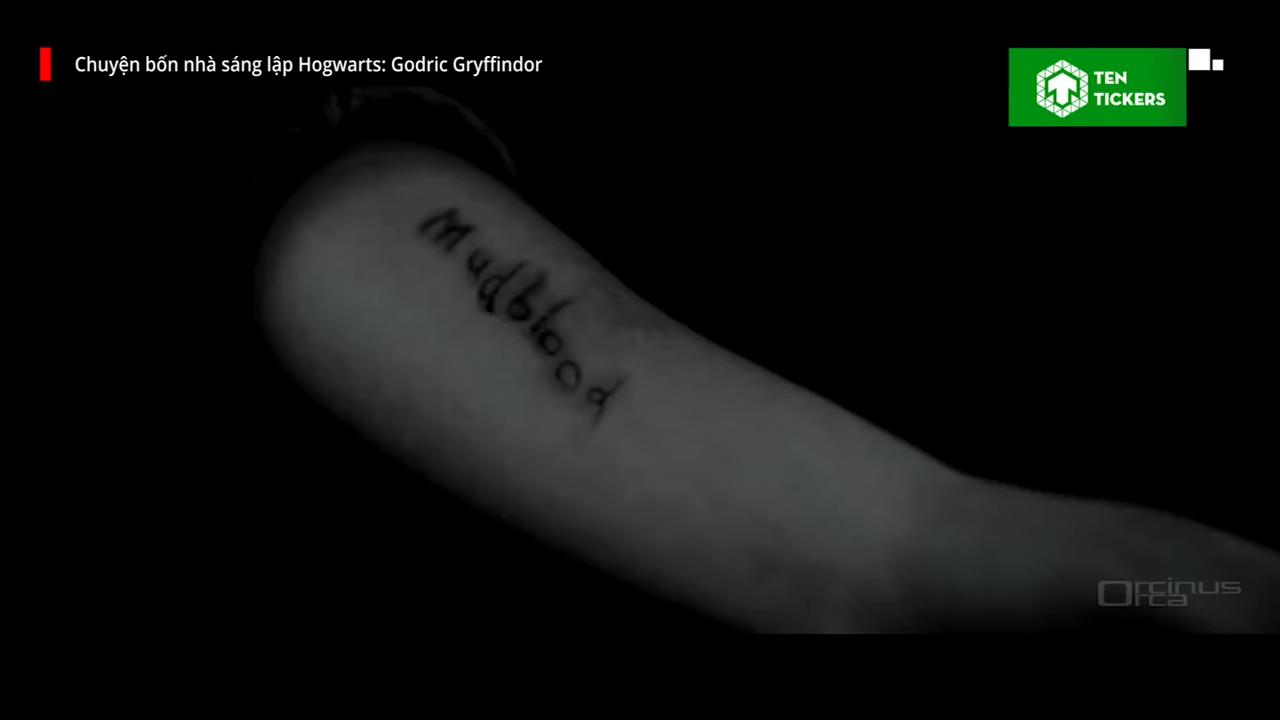 Chuyện bốn nhà sáng lập Hogwarts: Godric Gryffindor
TEN
TICKERS
Mudblood
Orcinus
Orca